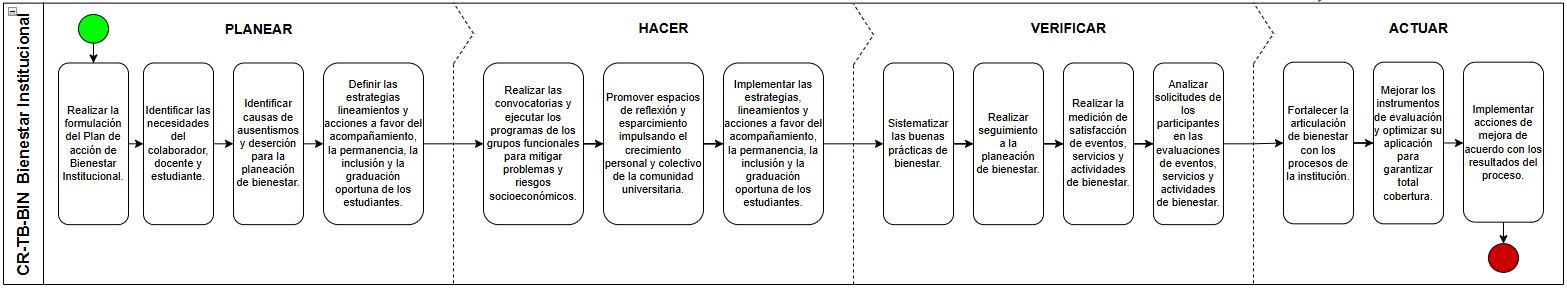 CR-TB-BIN Bienestar Institucional
PLANEAR
Realizar la
formulación
del Plan de
acción de
Bienestar
Institucional.
Identificar las
necesidades
del
colaborador,
docente y
estudiante.
Identificar
causas de
ausentismos
y deserción
para la
planeación
de bienestar.
Definir las
estrategias
lineamientos y
acciones a favor del
acompañamiento,
la permanencia, la
inclusión y la
graduación
oportuna de los
estudiantes.
HACER
Realizar las
convocatorias y
ejecutar los
programas de los
grupos funcionales
para mitigar
problemas y
riesgos
socioeconómicos.
Promover espacios
de reflexión y
esparcimiento
impulsando el
crecimiento
personal y colectivo
de la comunidad
universitaria.
Implementar las
estrategias,
lineamientos y
acciones a favor del
acompañamiento,
la permanencia, la
inclusión y la
graduación
oportuna de los
estudiantes.
VERIFICAR
Sistematizar
las buenas
prácticas de
bienestar.
Realizar
seguimiento
a la
planeación
de bienestar.
Realizar la
medición de
satisfacción
de eventos,
servicios y
actividades
de bienestar.
Analizar
solicitudes de
los
participantes
en las
evaluaciones
de eventos,
servicios y
actividades
de bienestar.
ACTUAR
Fortalecer la
articulación
de bienestar
con los
procesos de
la institución.
Mejorar los
instrumentos
de evaluación
y optimizar su
aplicación
para
garantizar
total
cobertura.
Implementar
acciones de
mejora de
acuerdo con los
resultados del
proceso.